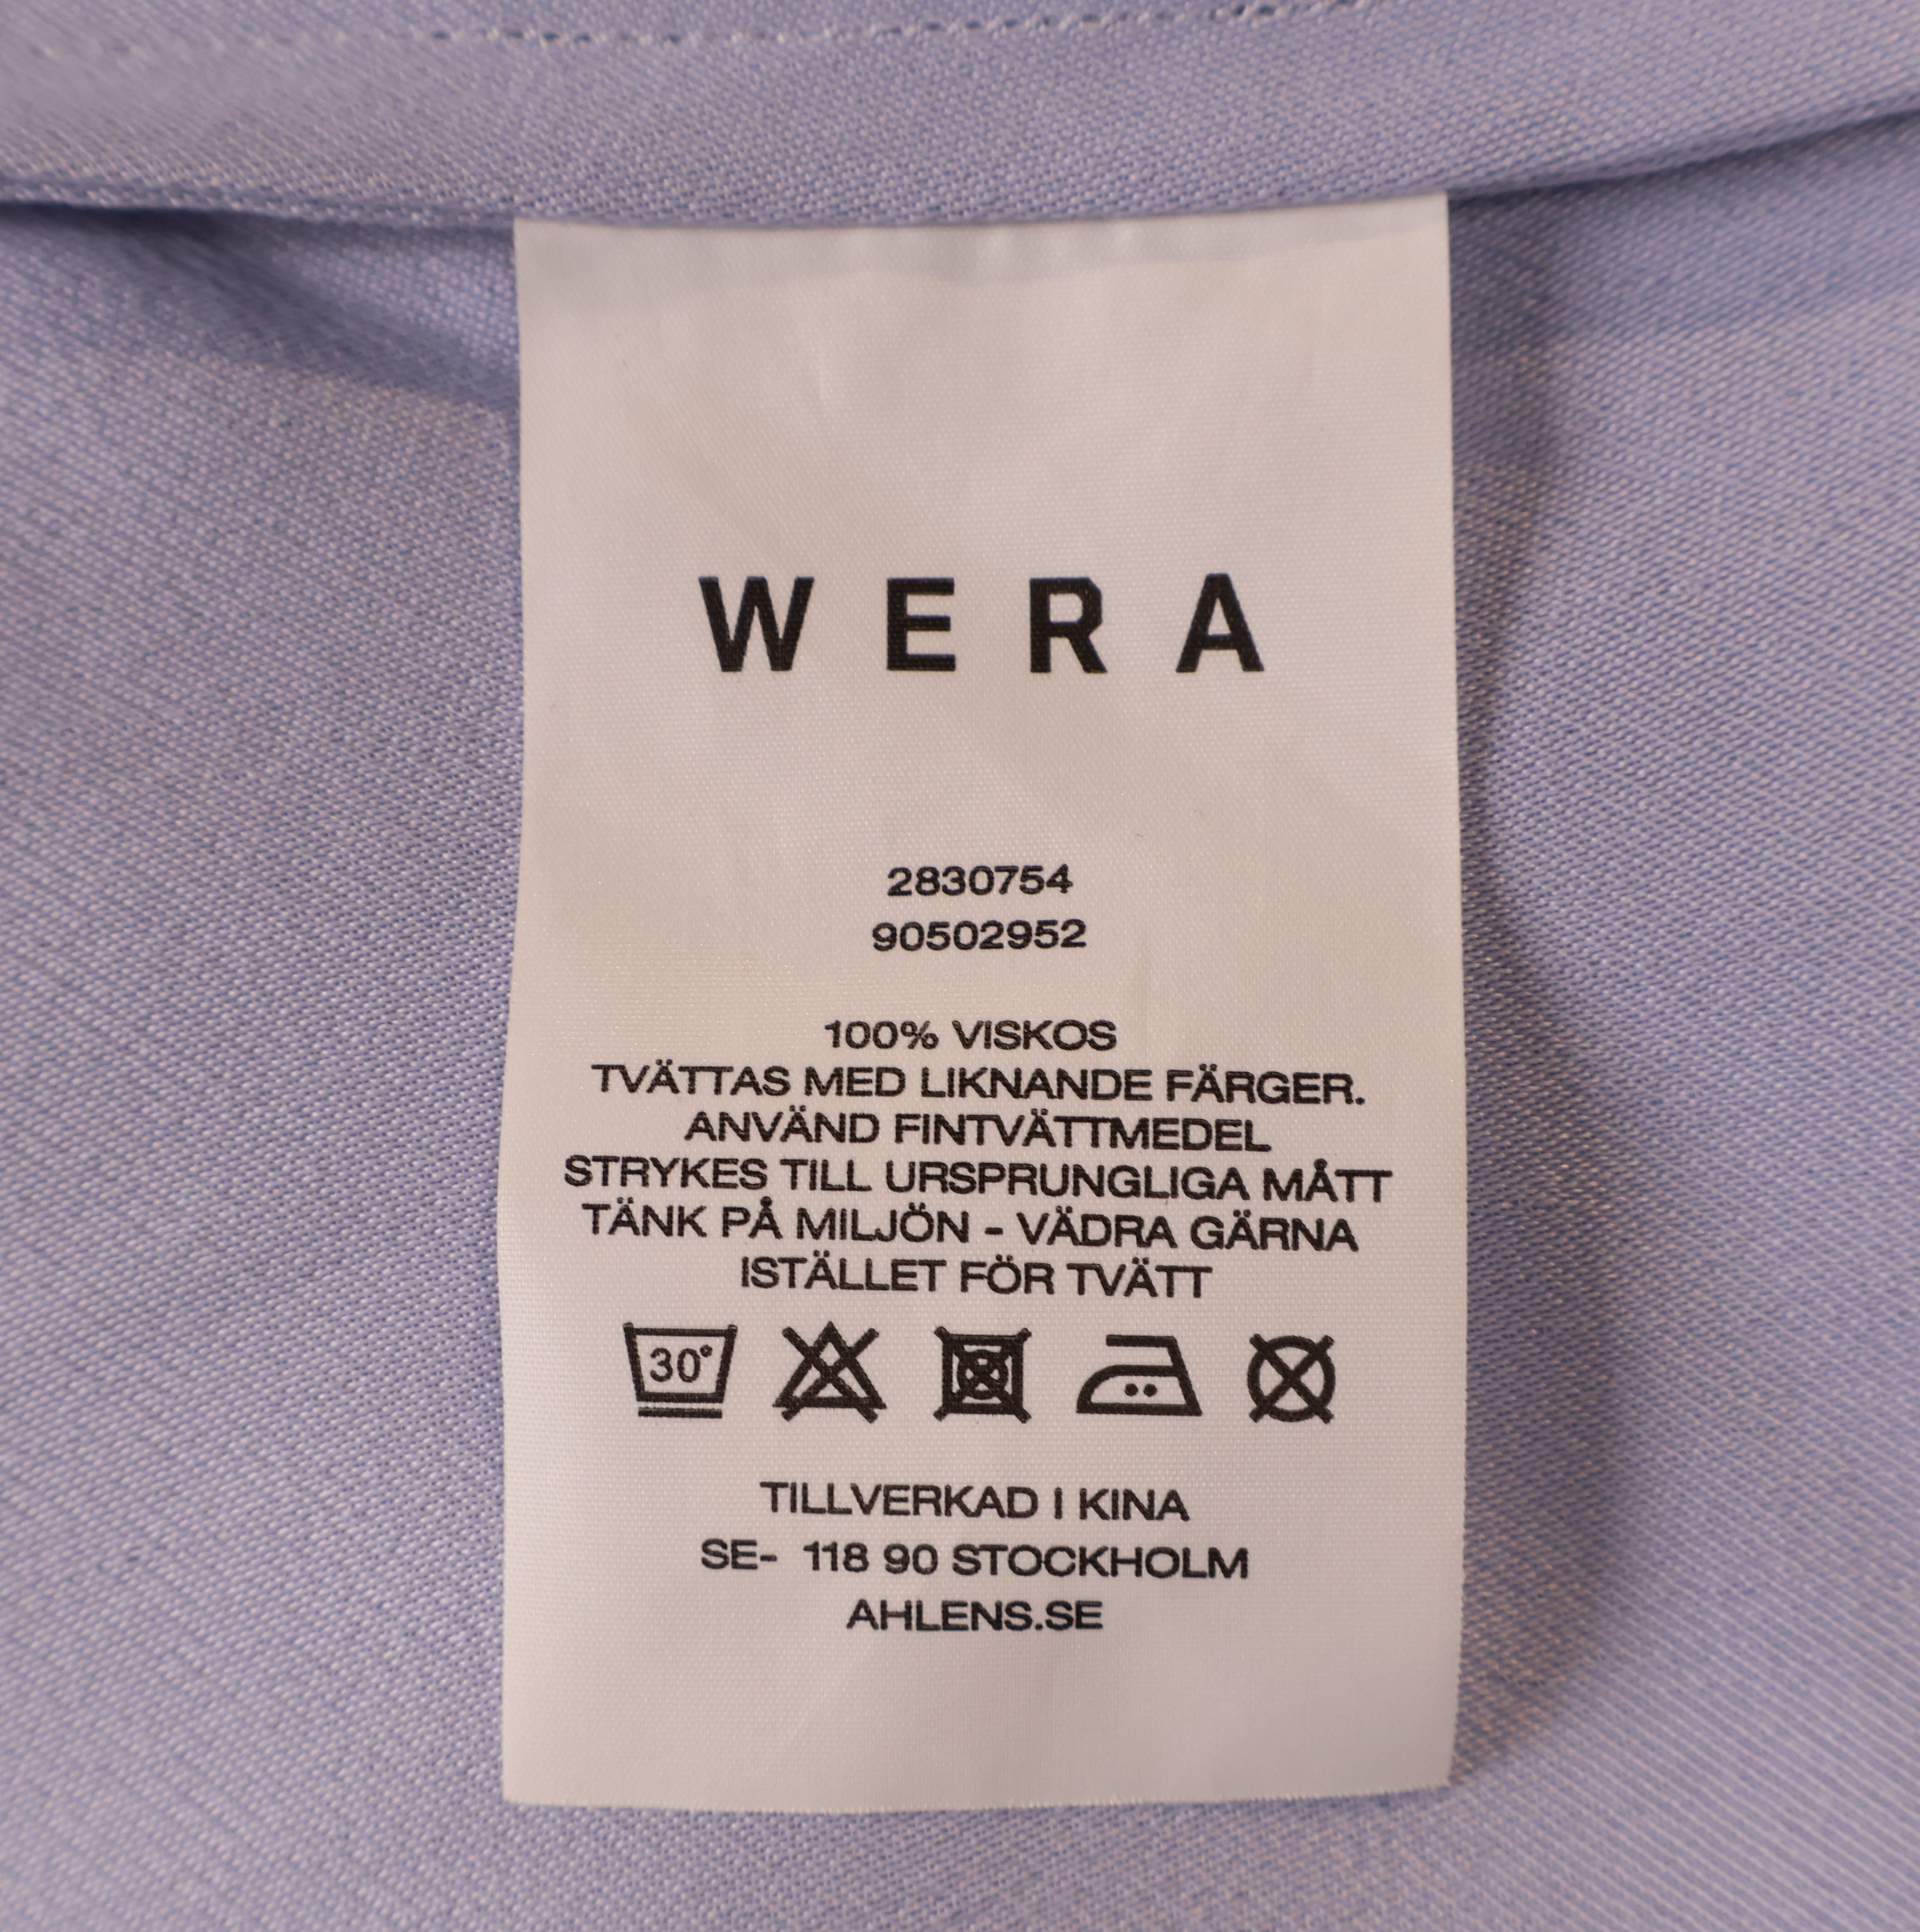 WERA
2830754
90502952
100% VISKOS
TVÄTTAS MED LIKNANDE FÄRGER.
ANVÄND FINTVÄTTMEDEL
STRYKES TILL URSPRUNGLIGA MÅTT
TÄNK PÅ MILJÖN - VÄDRA GÄRNA
ISTÄLLET FÖR TVÄTT
30°
TILLVERKAD I KINA
SE- 118 90 STOCKHOLM
AHLENS.SE